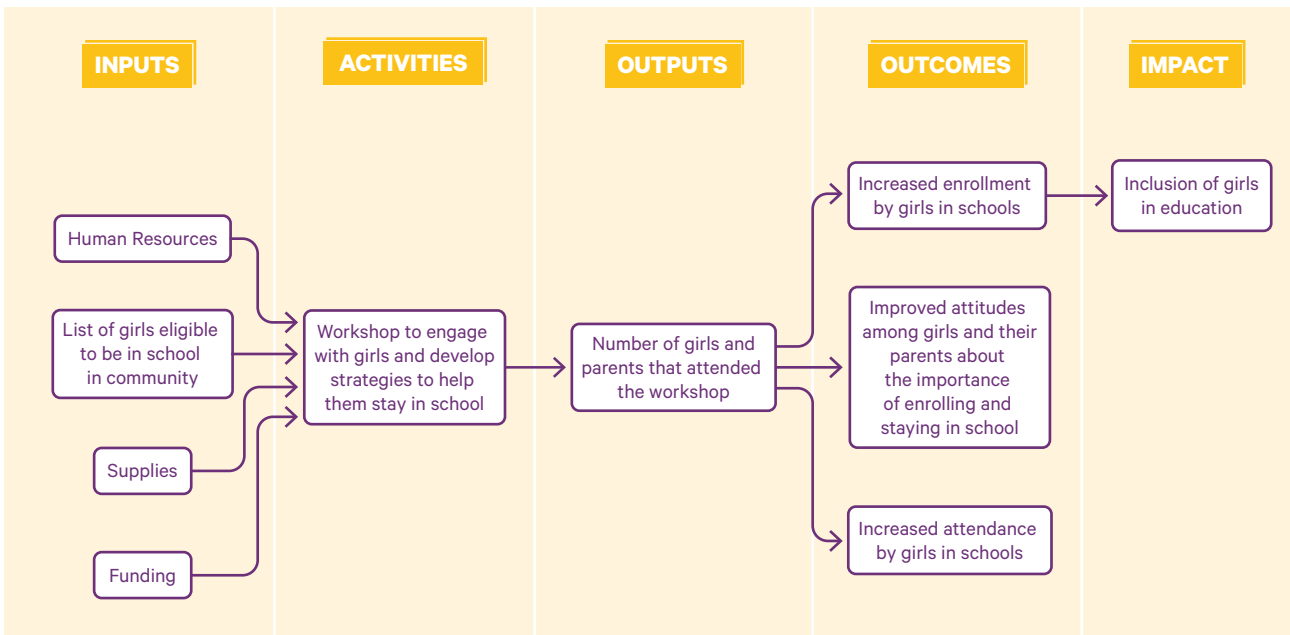 INPUTS
ACTIVITIES
OUTPUTS
OUTCOMES
IMPACT
Human Resources
List of girls eligible
to be in school
in community
Supplies
Funding
Workshop to engage
with girls and develop
strategies to help
them stay in school
Number of girls and
parents that attended
the workshop
Increased enrollment
by girls in schools
Improved attitudes
among girls and their
parents about
the importance
of enrolling and
staying in school
Increased attendance
by girls in schools
Inclusion of girls
in education